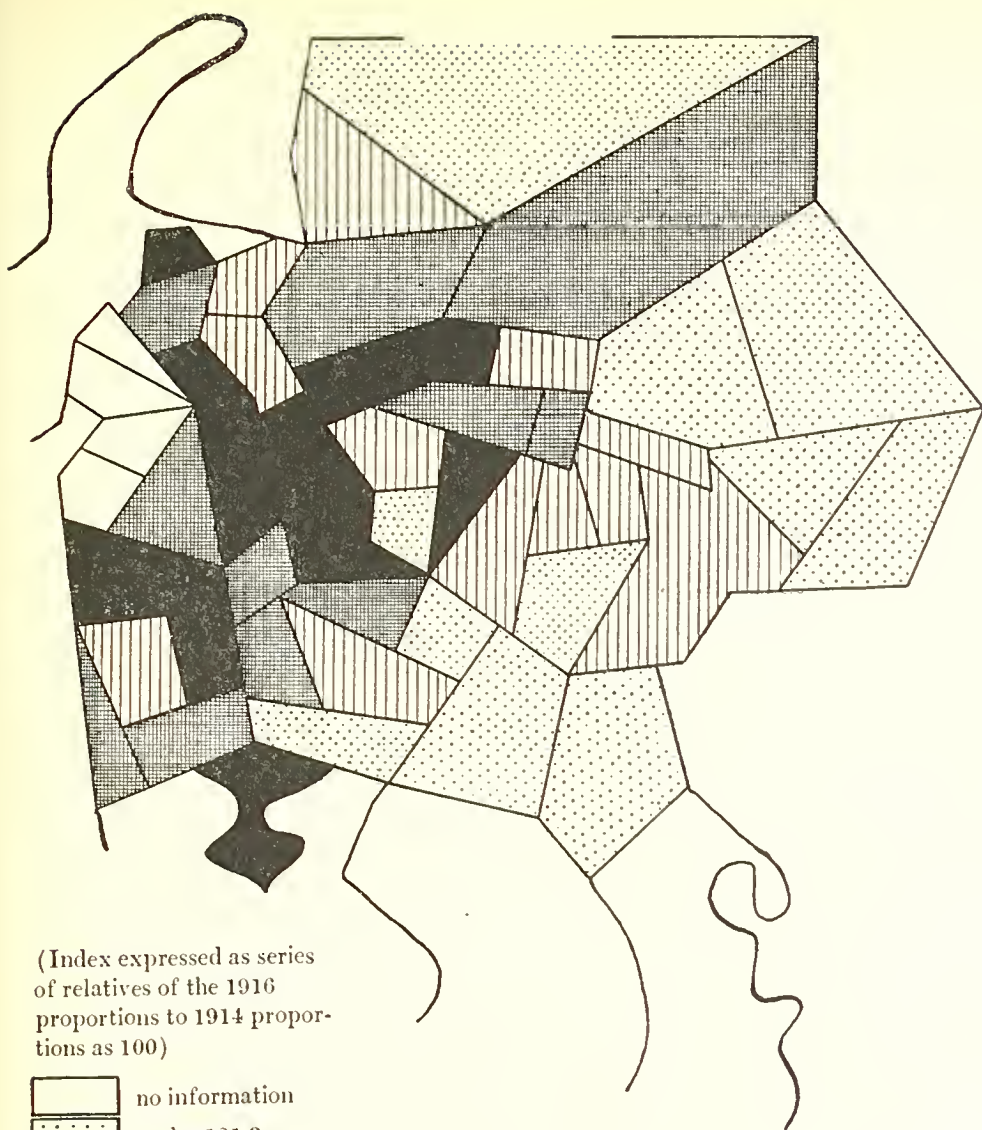 (Index expressed as series
of relatives of the 1916
proportions to 1914 propor-
tions as 100)
no information